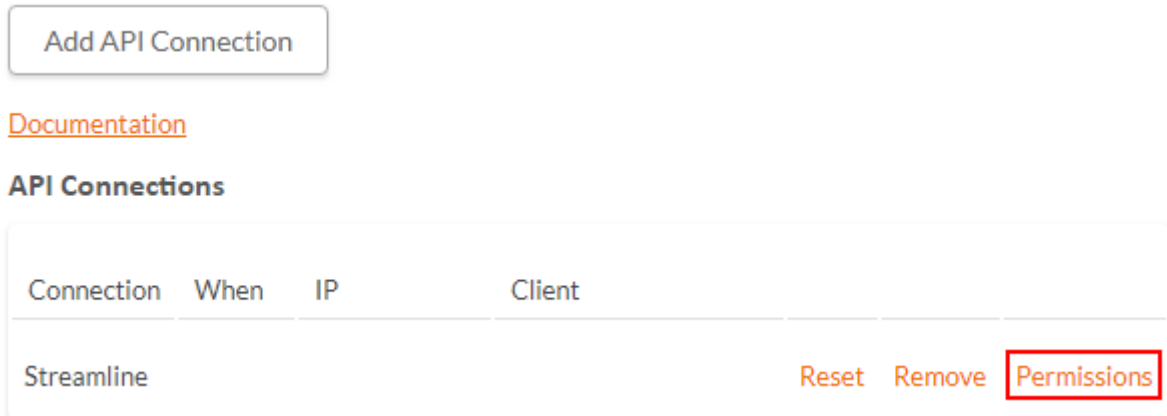 Add API Connection
Documentation
API Connections
Connection When IP Client
Streamline Reset Remove Permissions